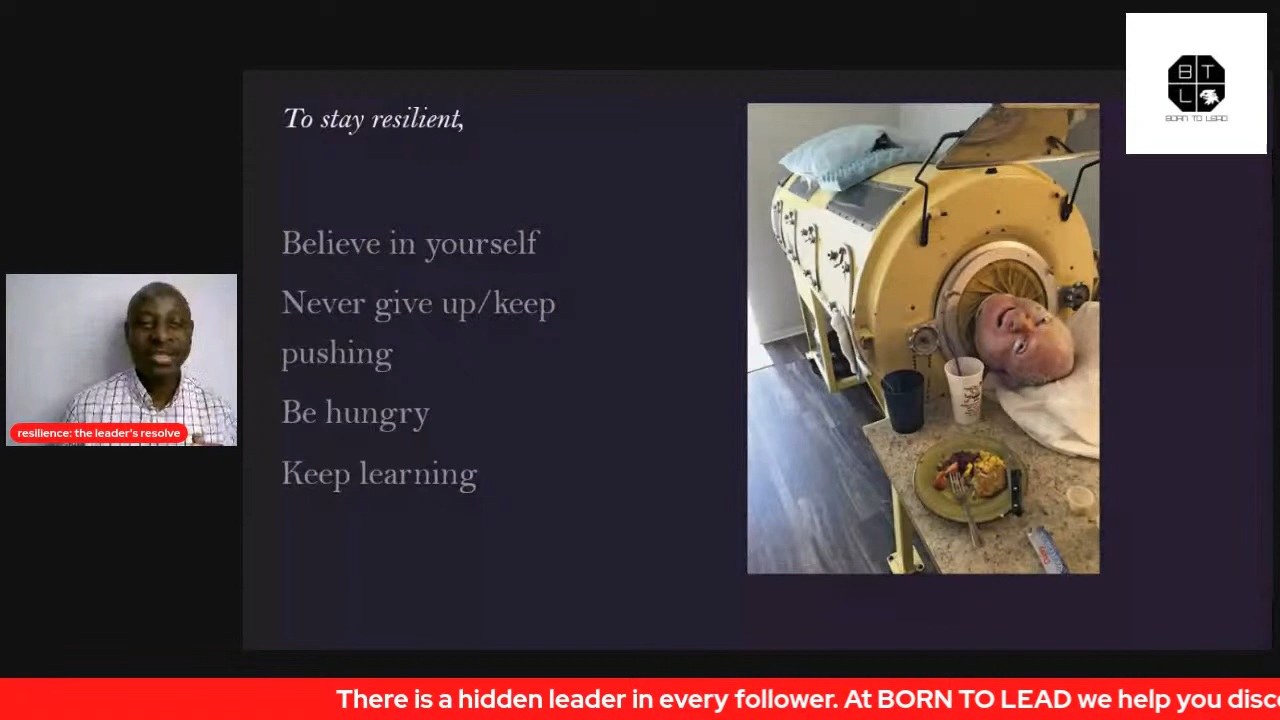 To stay resilient,
Believe in yourself
Never give up/keep
pushing
Be hungry
Keep learning
B T
L
BORN TO LEAD
resilience: the leader's resolve
There is a hidden leader in every follower. At BORN TO LEAD we help you disc